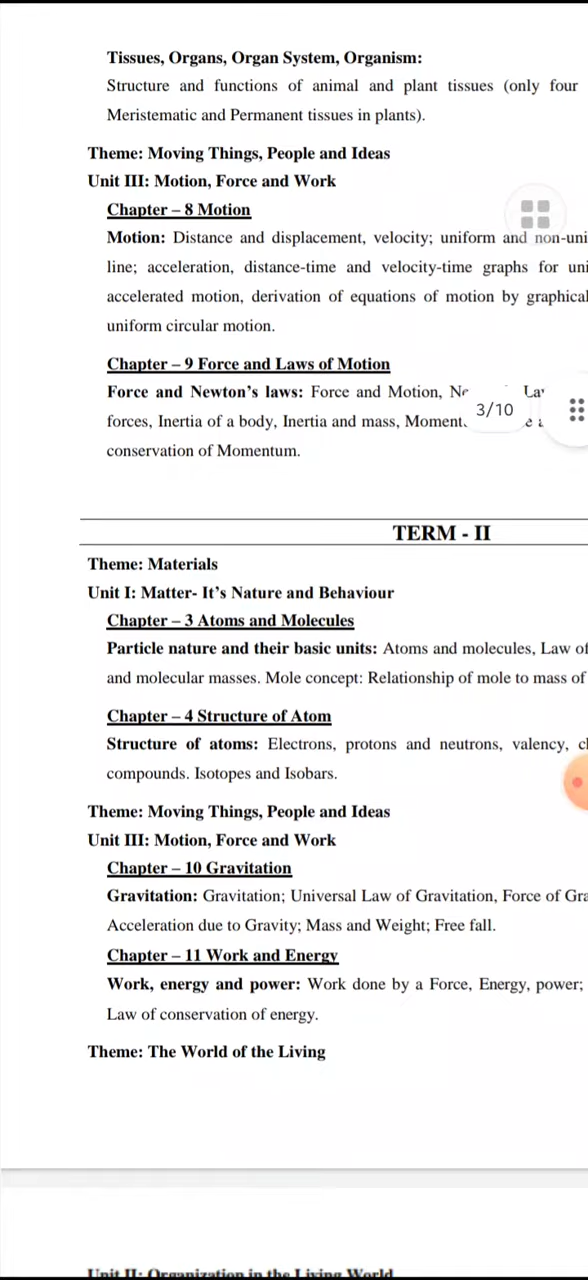 Tissues, Organs, Organ System, Organism:
Structure and functions of animal and plant tissues (only four
Meristematic and Permanent tissues in plants).
Theme: Moving Things, People and Ideas
Unit III: Motion, Force and Work
Chapter – 8 Motion
Motion: Distance and displacement, velocity; uniform and non-uni
line; acceleration, distance-time and velocity-time graphs for uni
accelerated motion, derivation of equations of motion by graphical
uniform circular motion.
Chapter – 9 Force and Laws of Motion
Force and Newton's laws: Force and Motion, La
3/10
forces, Inertia of a body, Inertia and mass, Moment
conservation of Momentum.
TERM - II
Theme: Materials
Unit I: Matter- It's Nature and Behaviour
Chapter – 3 Atoms and Molecules
Particle nature and their basic units: Atoms and molecules, Law of
and molecular masses. Mole concept: Relationship of mole to mass of
Chapter – 4 Structure of Atom
Structure of atoms: Electrons, protons and neutrons, valency,
compounds. Isotopes and Isobars.
Theme: Moving Things, People and Ideas
Unit III: Motion, Force and Work
Chapter – 10 Gravitation
Gravitation: Gravitation; Universal Law of Gravitation, Force of Gra
Acceleration due to Gravity; Mass and Weight; Free fall.
Chapter – 11 Work and Energy
Work, energy and power: Work done by a Force, Energy, power;
Law of conservation of energy.
Theme: The World of the Living
Unit II: Organization in the Living World